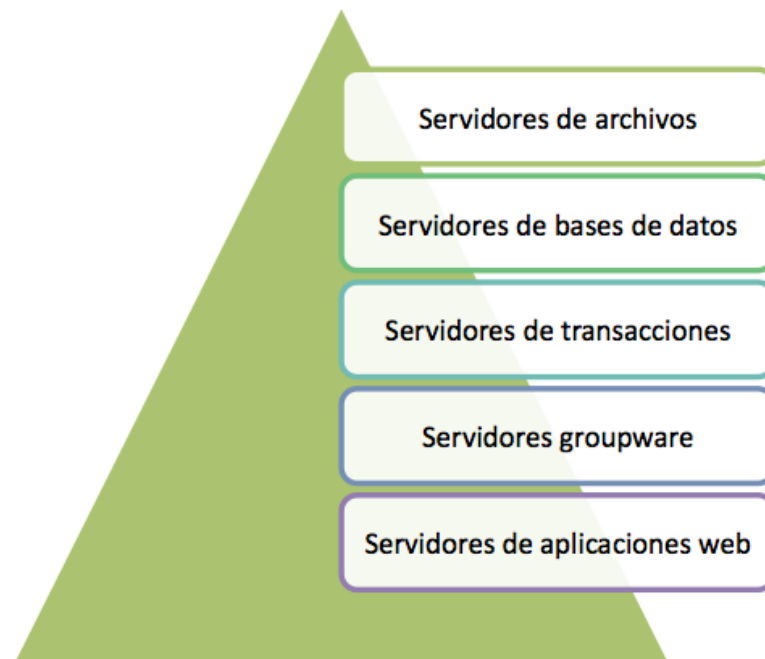 Servidores de archivos
Servidores de bases de datos
Servidores de transacciones
Servidores groupware
Servidores de aplicaciones web